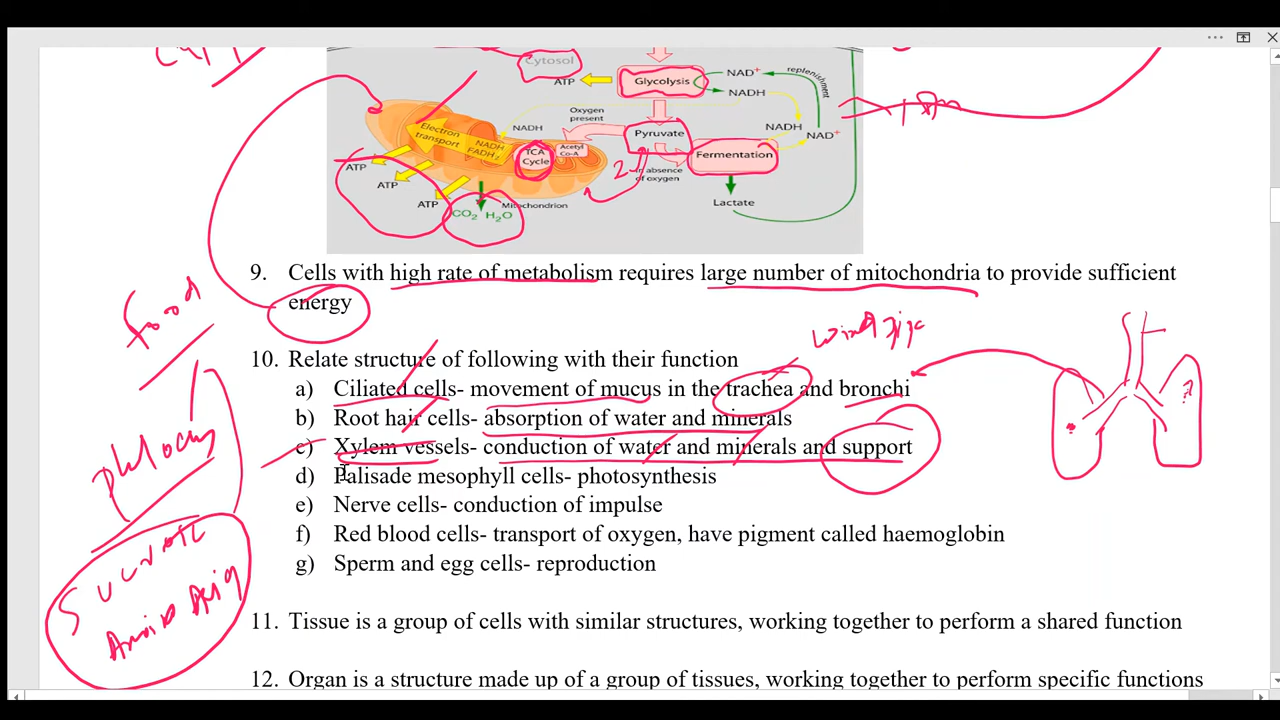 Cytosol
ATP
Glycolysis
NAD+
NADH
replenishment
Oxygen present
Electron transport
NADH
FADH2
NADH
TCA Cycle
Acetyl Co-A
Pyruvate
2
In absence of oxygen
Fermentation
NADH
NAD+
ATP
ATP
ATP
CO2 H2O
Mitochondrion
Lactate
9. Cells with high rate of metabolism requires large number of mitochondria to provide sufficient
energy
food
wind pipe
10. Relate structure of following with their function
a) Ciliated cells- movement of mucus in the trachea and bronchi
b) Root hair cells- absorption of water and minerals
c) Xylem vessels- conduction of water and minerals and support
d) Palisade mesophyll cells- photosynthesis
e) Nerve cells- conduction of impulse
f) Red blood cells- transport of oxygen, have pigment called haemoglobin
g) Sperm and egg cells- reproduction
Amino Acid
11. Tissue is a group of cells with similar structures, working together to perform a shared function
12. Organ is a structure made up of a group of tissues, working together to perform specific functions